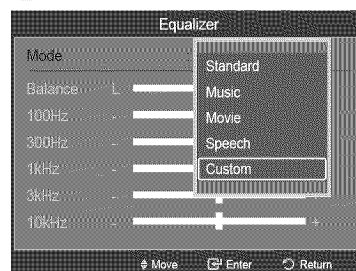 Equalizer
Mode
Standard
Music
Movie
Speech
Custom
Balance L
100Hz -
300Hz -
1kHz -
3kHz -
10kHz - +
Move Enter Return